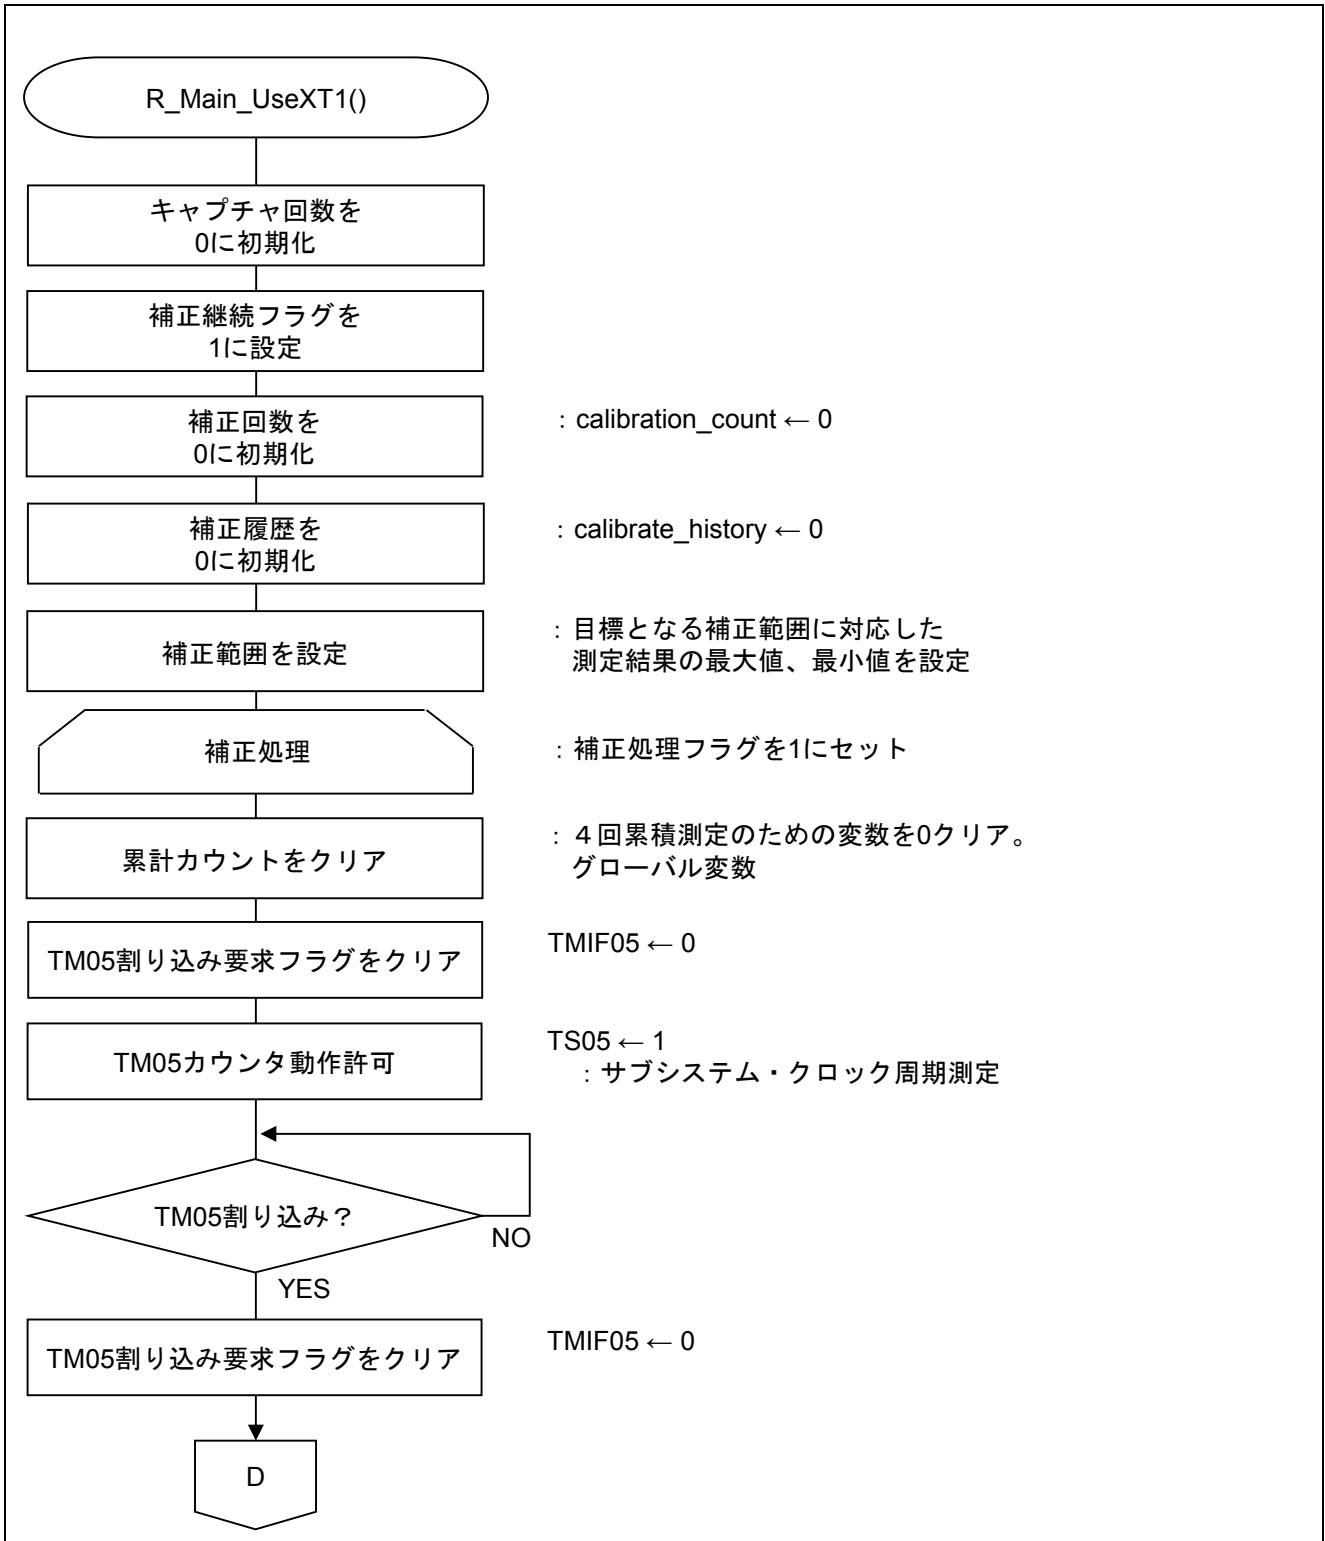 R_Main_UseXT1()
キャプチャ回数を
0に初期化
補正継続フラグを
1に設定
補正回数を
0に初期化
: calibration_count ← 0
補正履歴を
0に初期化
: calibrate_history ← 0
補正範囲を設定
: 目標となる補正範囲に対応した
測定結果の最大値、最小値を設定
補正処理
: 補正処理フラグを1にセット
累計カウントをクリア
: ４回累積測定のための変数を0クリア。
グローバル変数
TM05割り込み要求フラグをクリア
TMIF05 ← 0
TM05カウンタ動作許可
TS05 ← 1
: サブシステム・クロック周期測定
TM05割り込み？
NO
YES
TM05割り込み要求フラグをクリア
TMIF05 ← 0
D